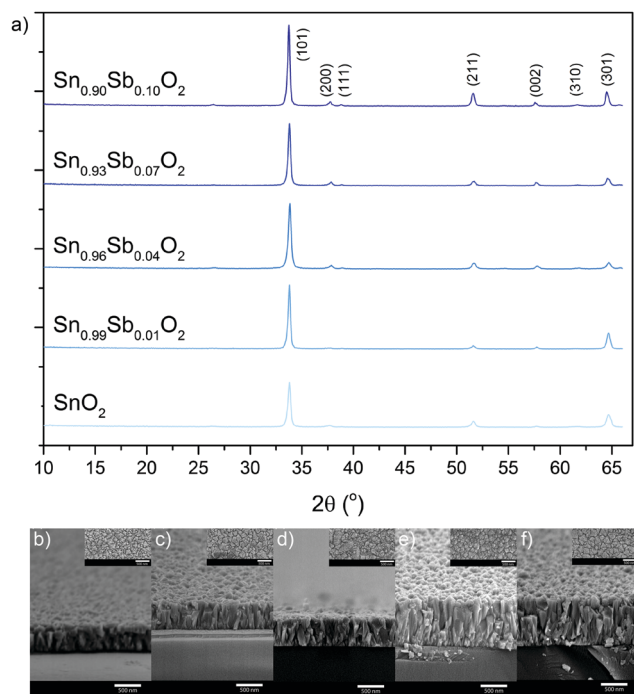 a)
(101)
(200)
(111)
(211)
(002)
(310)
(301)
Sn0.90Sb0.10O2
Sn0.93Sb0.07O2
Sn0.96Sb0.04O2
Sn0.99Sb0.01O2
SnO2
10 15 20 25 30 35 40 45 50 55 60 65
2θ (°)
b) c) d) e) f)
500 nm 500 nm 500 nm 500 nm 500 nm